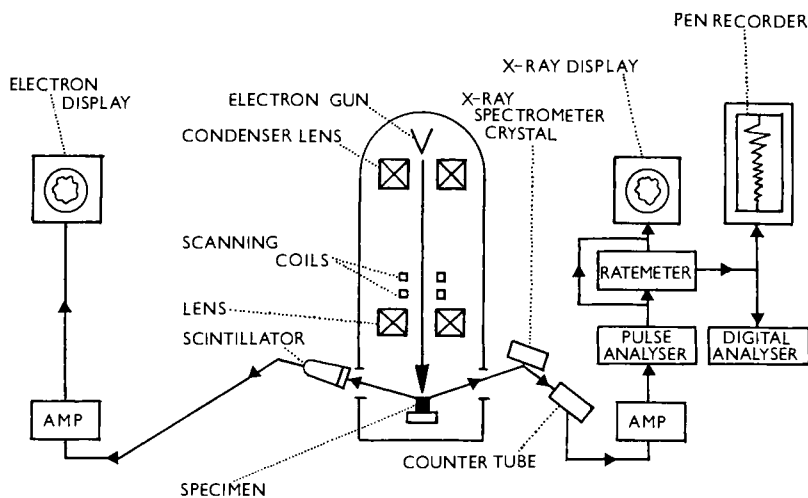 PEN RECORDER
X-RAY DISPLAY
ELECTRON
DISPLAY
ELECTRON GUN
X-RAY
SPECTROMETER
CRYSTAL
CONDENSER LENS
SCANNING
COILS
RATEMETER
LENS
SCINTILLATOR
PULSE
ANALYSER
DIGITAL
ANALYSER
AMP
AMP
COUNTER TUBE
SPECIMEN